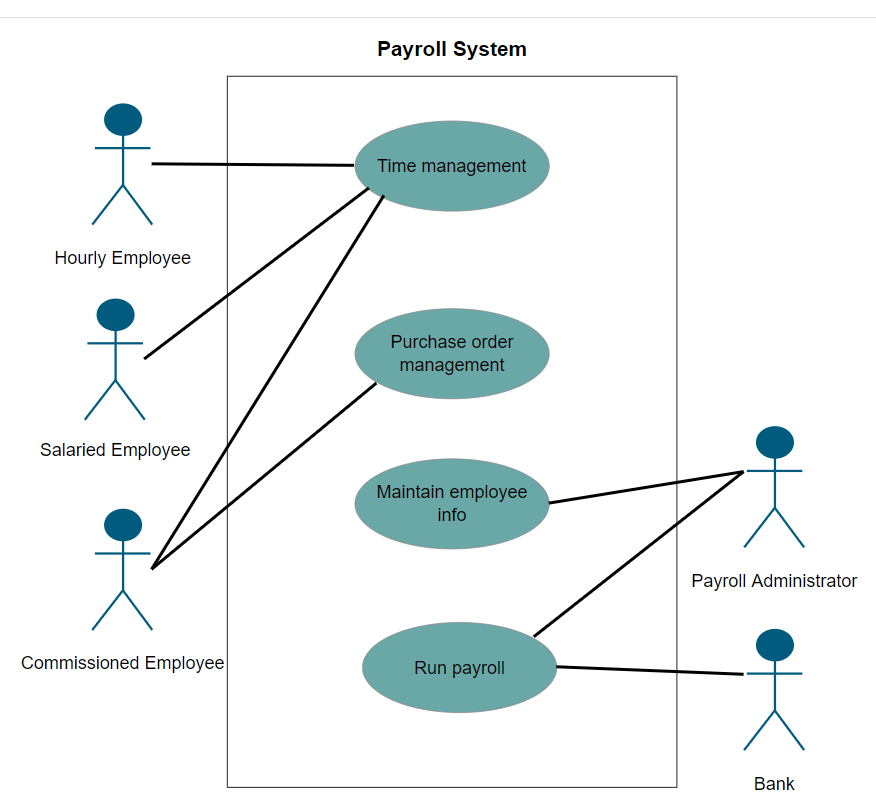 Payroll System
Time management
Hourly Employee
Purchase order
management
Salaried Employee
Maintain employee
info
Payroll Administrator
Commissioned Employee
Run payroll
Bank